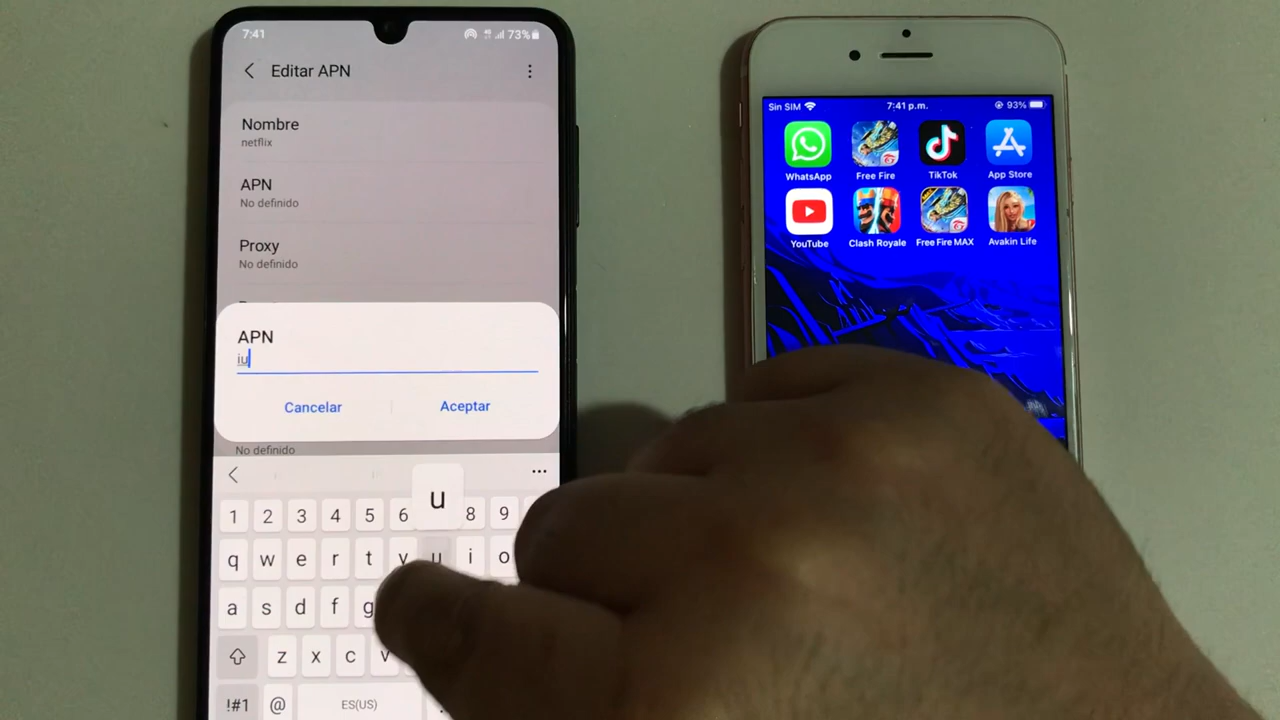 7:41
73%
Editar APN
Nombre
netflix
APN
No definido
Proxy
No definido
APN
iu
Cancelar
Aceptar
No definido
u
1 2 3 4 5 6 8 9
q w e r t y u i o
a s d f g
z x c v
!#1 @ ES(US)
Sin SIM 7:41 p.m. 93%
WhatsApp Free Fire TikTok App Store
YouTube Clash Royale Free Fire MAX Avakin Life